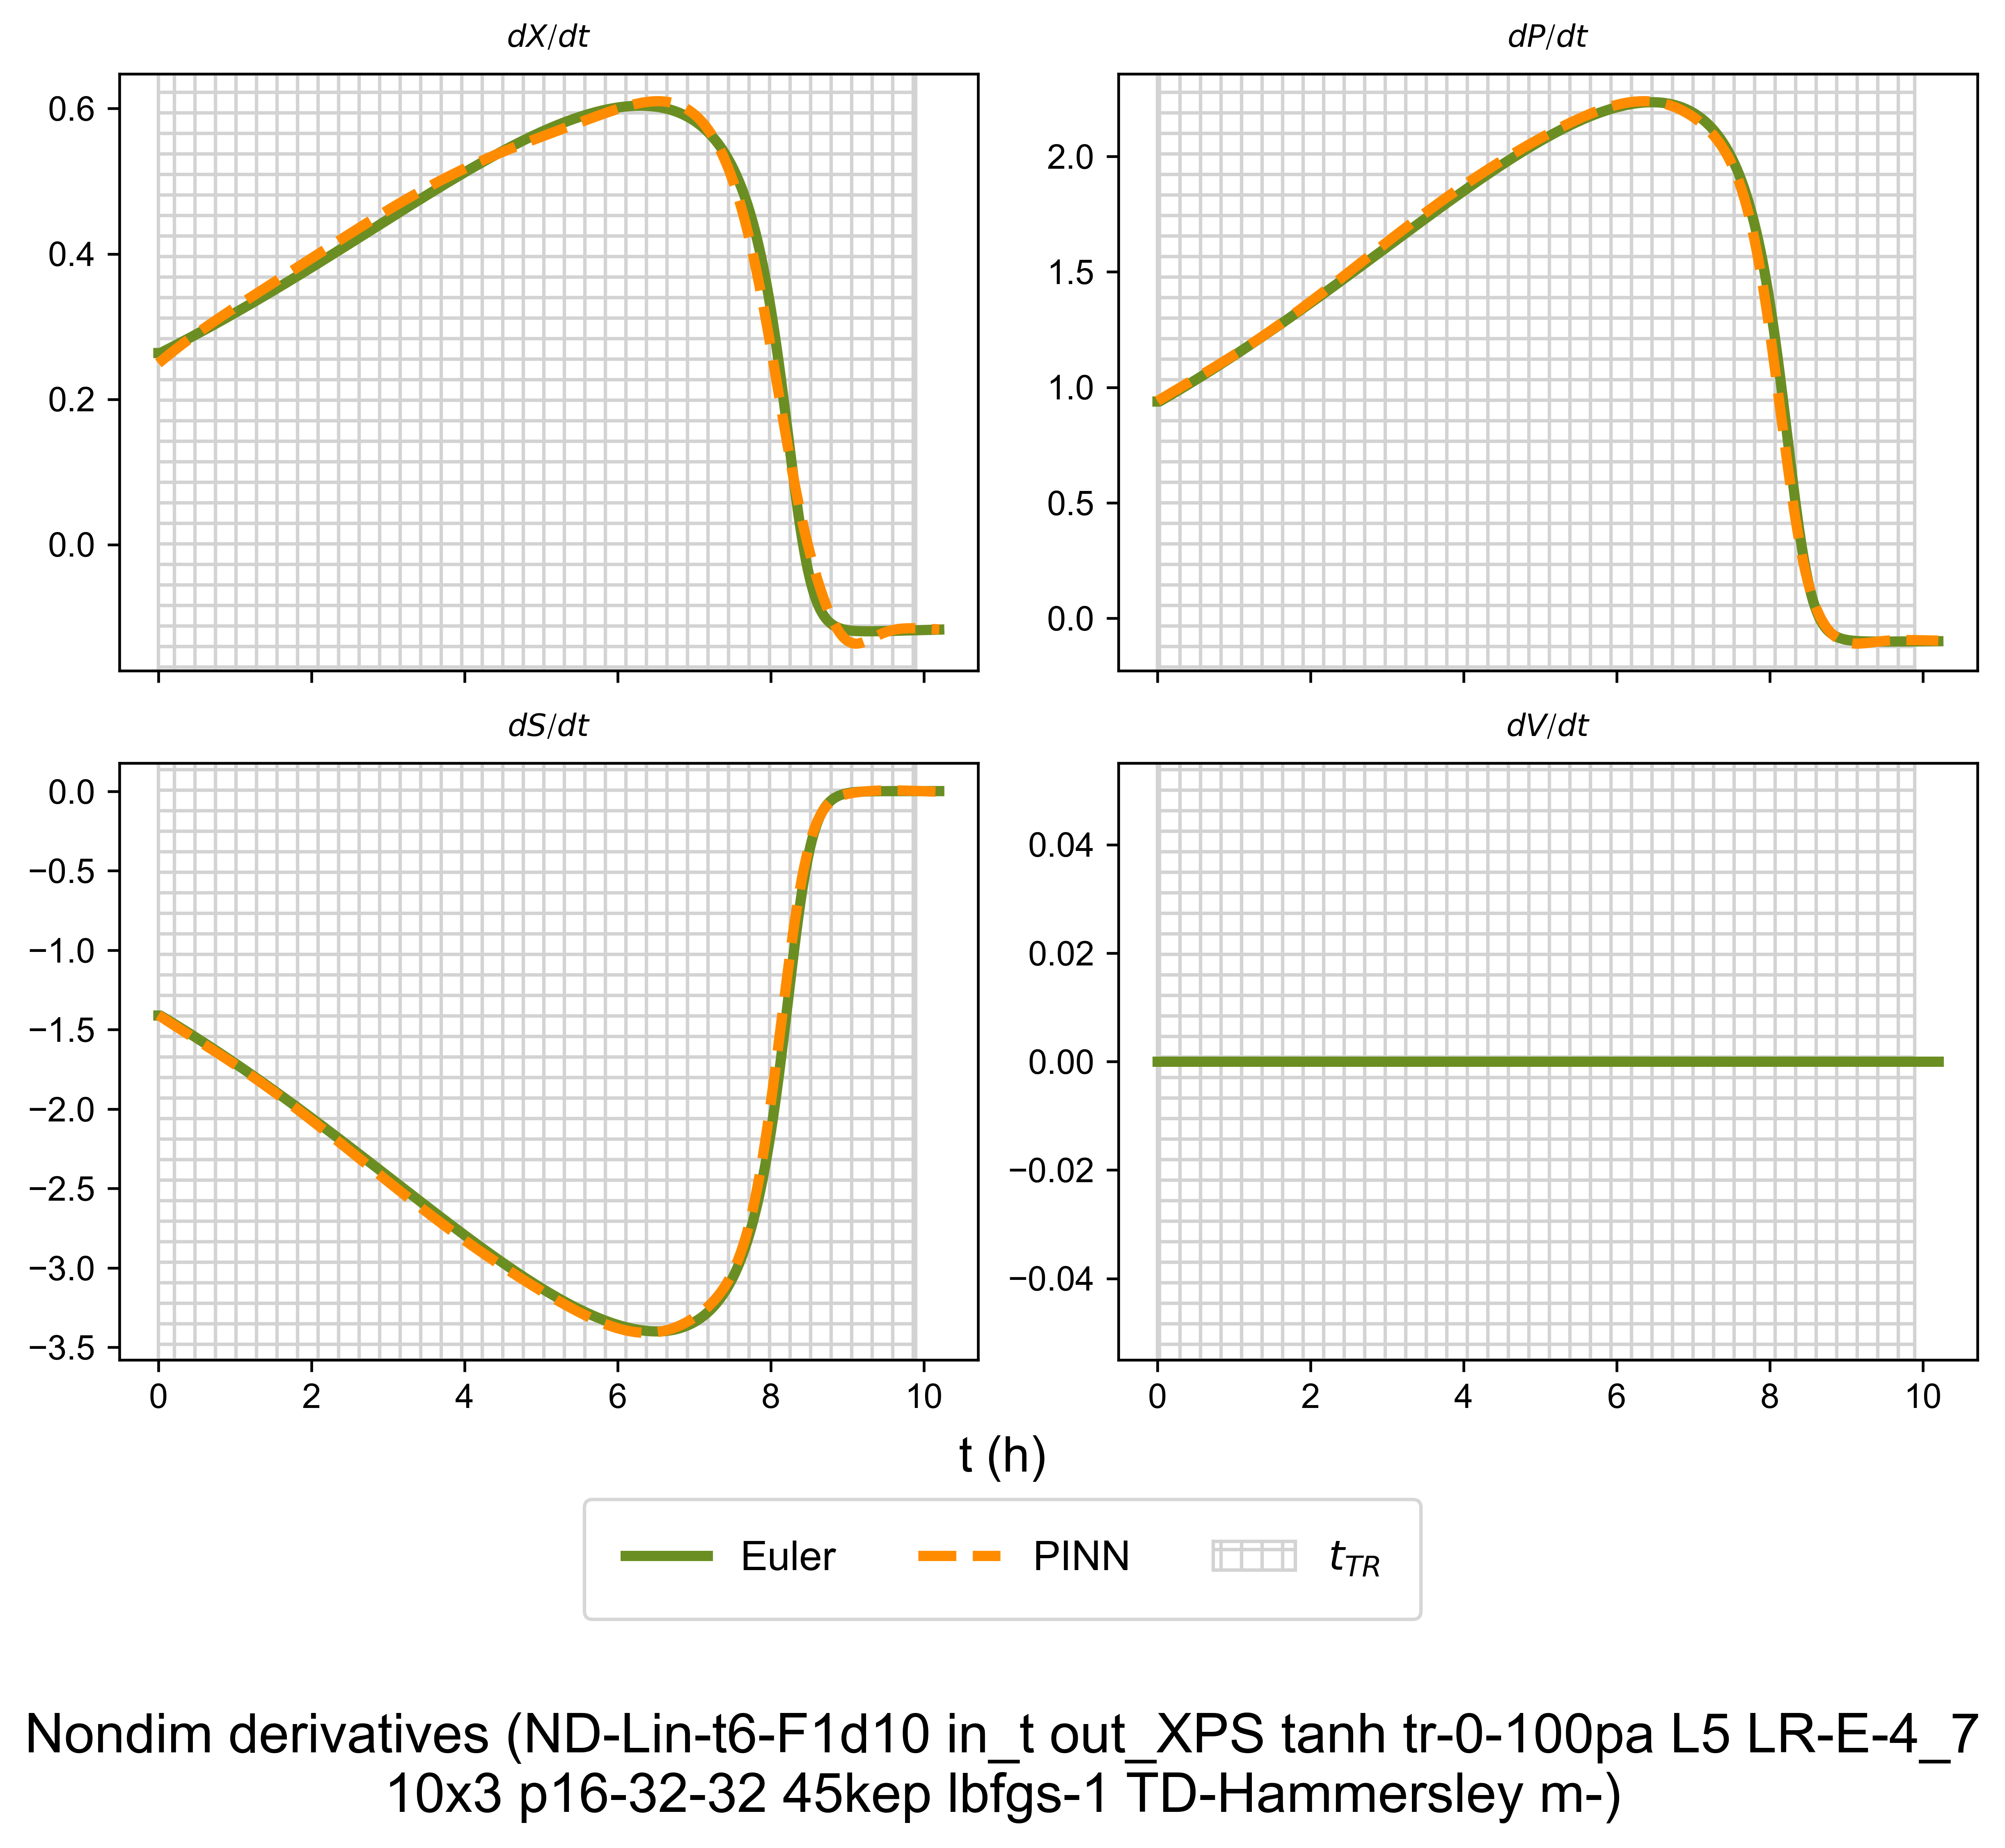 dX/dt
dP/dt
0.6
0.4
0.2
0.0
2.0
1.5
1.0
0.5
0.0
dS/dt
dV/dt
0.0
−0.5
−1.0
−1.5
−2.0
−2.5
−3.0
−3.5
0.04
0.02
0.00
−0.02
−0.04
0 2 4 6 8 10
0 2 4 6 8 10
t (h)
Euler PINN t_TR
Nondim derivatives (ND-Lin-t6-F1d10 in_t out_XPS tanh tr-0-100pa L5 LR-E-4_7
10x3 p16-32-32 45kep lbfgs-1 TD-Hammersley m-)